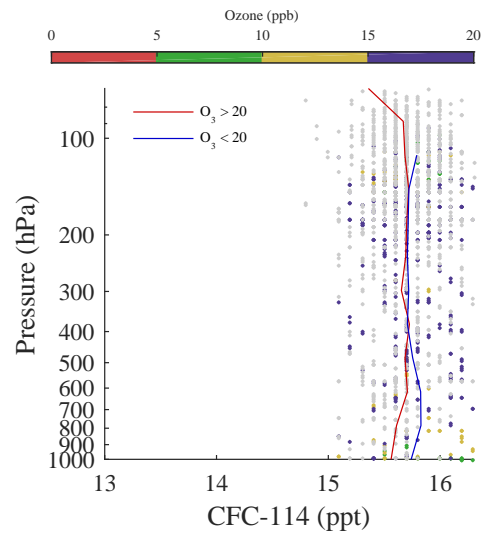 Ozone (ppb)
0 5 10 15 20
O3 > 20
O3 < 20
100
200
300
400
500
600
700
800
900
1000
Pressure (hPa)
13 14 15 16
CFC-114 (ppt)